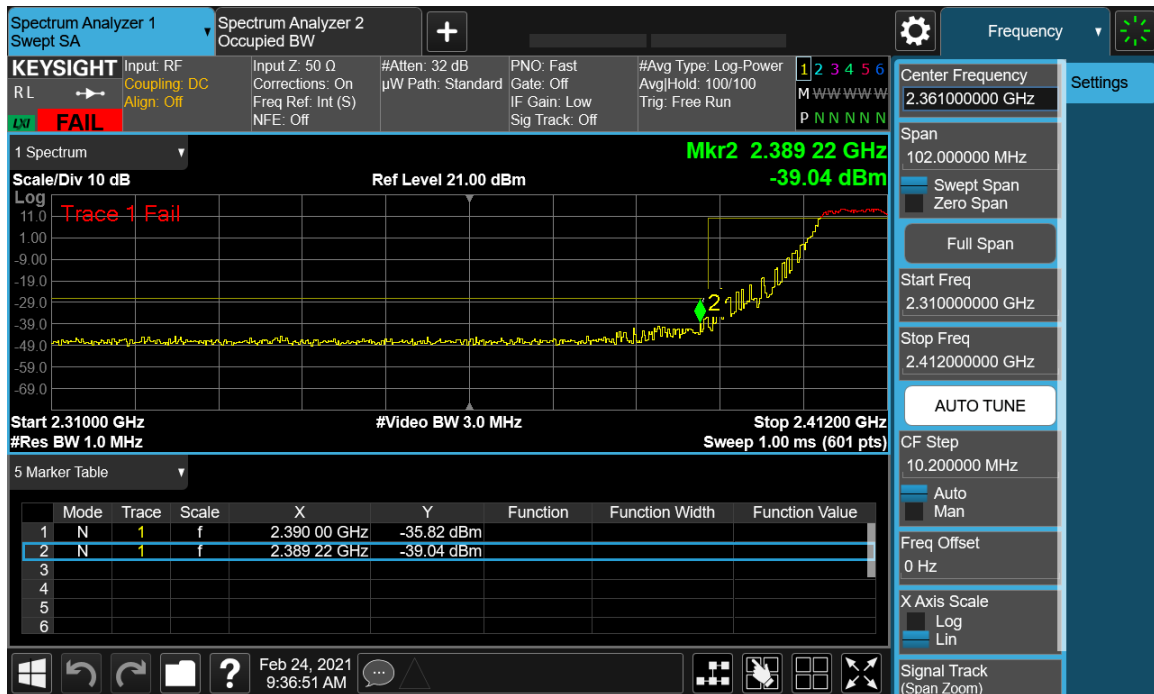 Spectrum Analyzer 1
Swept SA
Spectrum Analyzer 2
Occupied BW
+
Frequency
KEYSIGHT
RL
LXI
FAIL
Input: RF
Coupling: DC
Align: Off
Input Z: 50 Ω
Corrections: On
Freq Ref: Int (S)
NFE: Off
#Atten: 32 dB
µW Path: Standard
PNO: Fast
Gate: Off
IF Gain: Low
Sig Track: Off
#Avg Type: Log-Power
Avg|Hold: 100/100
Trig: Free Run
1 2 3 4 5 6
M W W W W W
P N N N N N
1 Spectrum
Mkr2 2.389 22 GHz
-39.04 dBm
Scale/Div 10 dB
Ref Level 21.00 dBm
Log
Trace 1 Fail
11.0
1.00
-9.00
-19.0
-29.0
-39.0
-49.0
-59.0
-69.0
2
Start 2.31000 GHz
#Video BW 3.0 MHz
Stop 2.41200 GHz
#Res BW 1.0 MHz
Sweep 1.00 ms (601 pts)
5 Marker Table
Mode Trace Scale X Y Function Function Width Function Value
1 N 1 f 2.390 00 GHz -35.82 dBm
2 N 1 f 2.389 22 GHz -39.04 dBm
3
4
5
6
?
Feb 24, 2021
9:36:51 AM
Center Frequency
2.361000000 GHz
Span
102.000000 MHz
Swept Span
Zero Span
Full Span
Start Freq
2.310000000 GHz
Stop Freq
2.412000000 GHz
AUTO TUNE
CF Step
10.200000 MHz
Auto
Man
Freq Offset
0 Hz
X Axis Scale
Log
Lin
Signal Track
(Span Zoom)
Settings